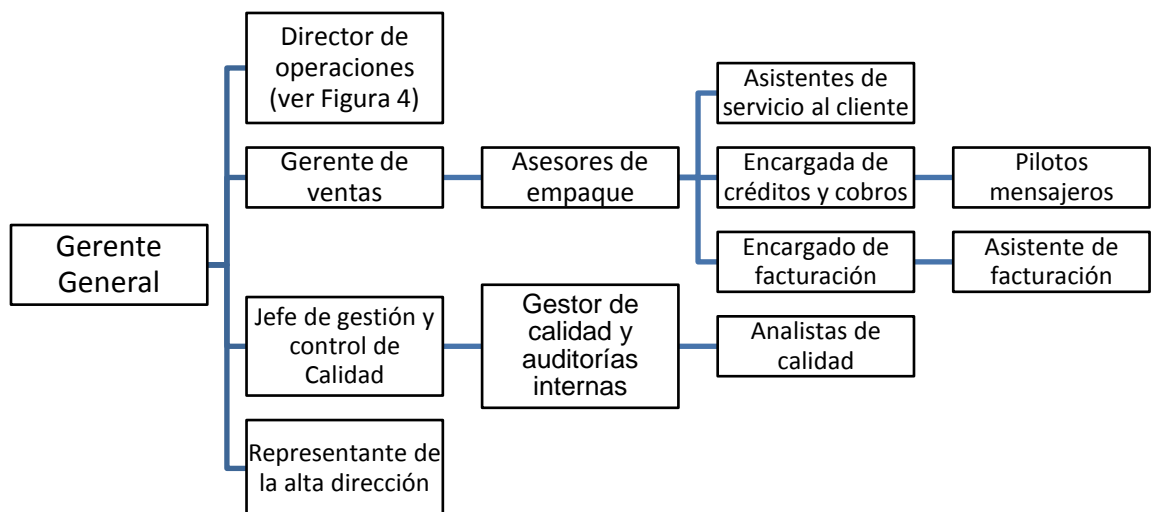 Director de
operaciones
(ver Figura 4)
Asistentes de
servicio al cliente
Gerente de
ventas
Asesores de
empaque
Encargada de
créditos y cobros
Pilotos
mensajeros
Gerente
General
Encargado de
facturación
Asistente de
facturación
Jefe de gestión y
control de
Calidad
Gestor de
calidad y
auditorías
internas
Analistas de
calidad
Representante de
la alta dirección